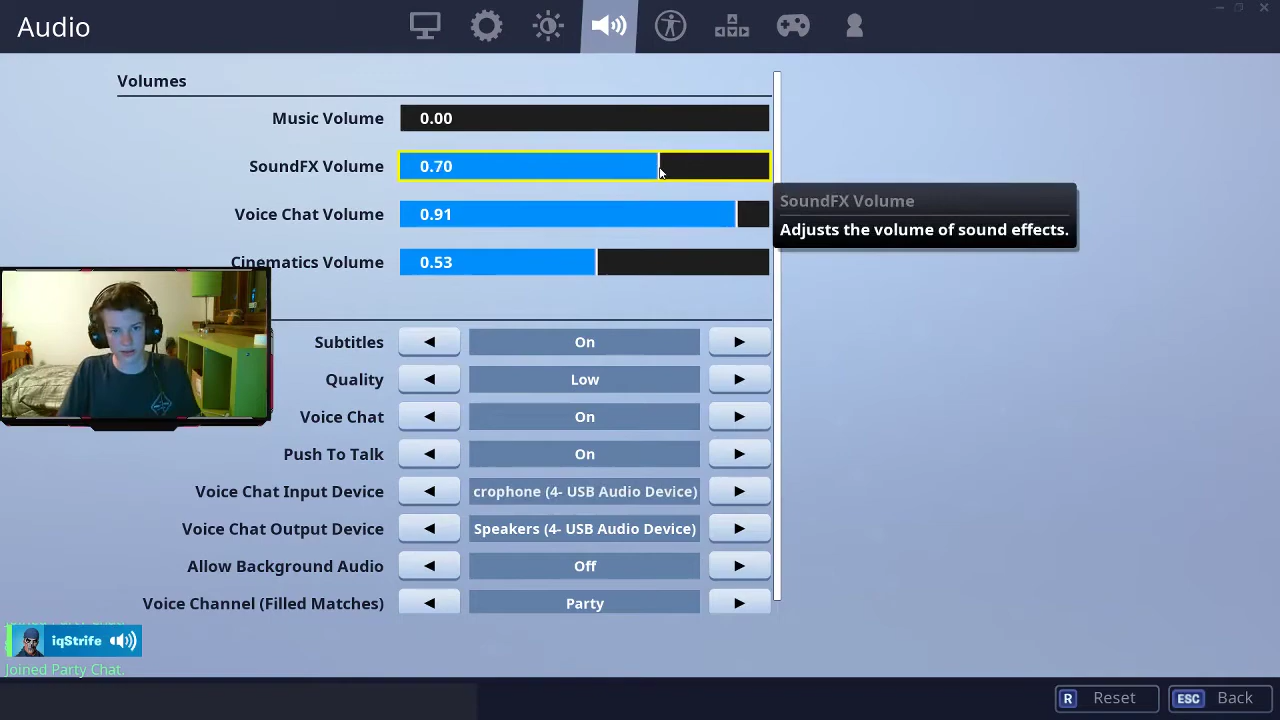 Audio
Volumes
Music Volume 0.00
SoundFX Volume 0.70
SoundFX Volume
Adjusts the volume of sound effects.
Voice Chat Volume 0.91
Cinematics Volume 0.53
Subtitles On
Quality Low
Voice Chat On
Push To Talk On
Voice Chat Input Device crophone (4- USB Audio Device)
Voice Chat Output Device Speakers (4- USB Audio Device)
Allow Background Audio Off
Voice Channel (Filled Matches) Party
iqStrife
Joined Party Chat.
R Reset ESC Back